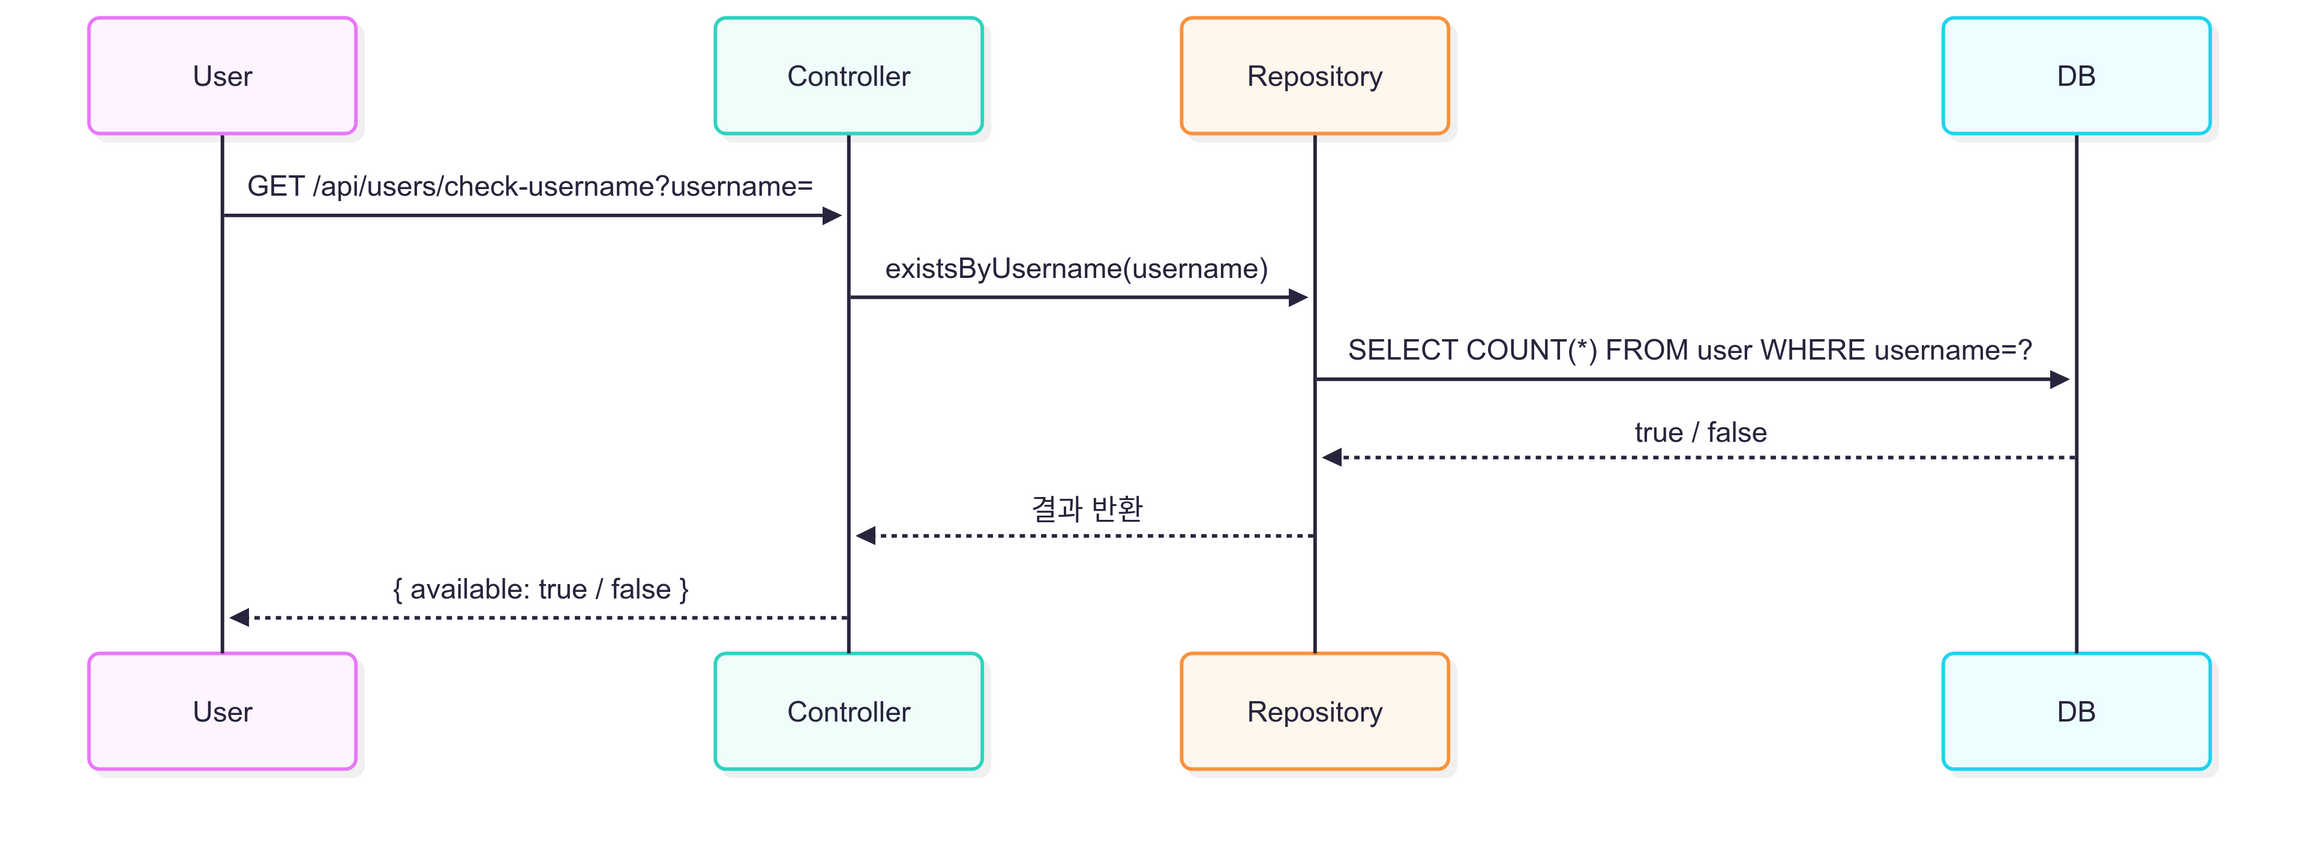 User
Controller
Repository
DB
GET /api/users/check-username?username=
existsByUsername(username)
SELECT COUNT(*) FROM user WHERE username=?
true / false
결과 반환
{ available: true / false }
User
Controller
Repository
DB